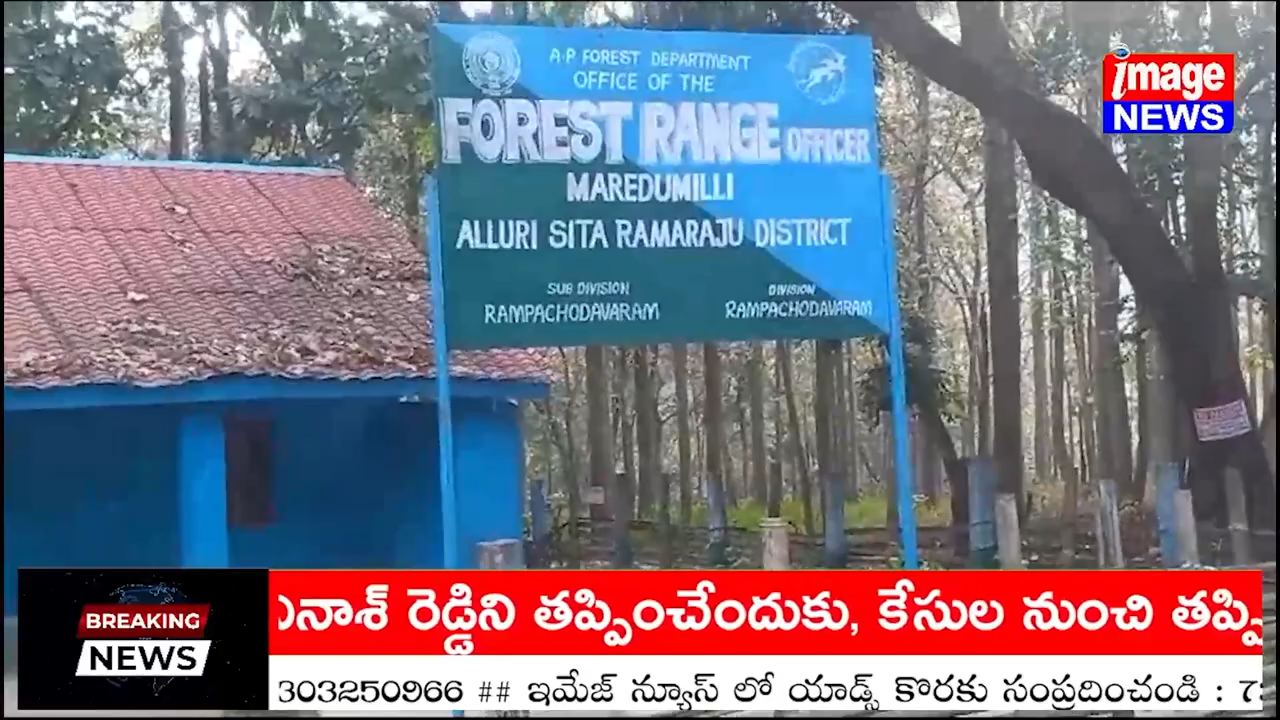 A.P FOREST DEPARTMENT
OFFICE OF THE
FOREST RANGE OFFICER
MAREDUMILLI
ALLURI SITA RAMARAJU DISTRICT
SUB DIVISION
RAMPACHODAVARAM
DIVISION
RAMPACHODAVARAM
image
NEWS
BREAKING
NEWS
రెడ్డిని తప్పించేందుకు, కేసుల నుంచి తప్పి
303250966 ## ఇమేజ్ న్యూస్ లో యాడ్స్ కొరకు సంప్రదించండి : 7